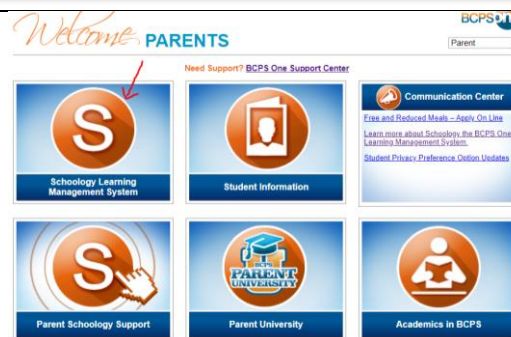 Welcome PARENTS
BCPSone
Parent
Need Support? BCPS One Support Center
S
Schoology Learning
Management System
Student Information
Communication Center
Free and Reduced Meals – Apply On Line
Learn more about Schoology the BCPS One
Learning Management System.
Student Privacy Preference Option Updates
S
Parent Schoology Support
BCPS
PARENT
UNIVERSITY
Parent University
Academics in BCPS